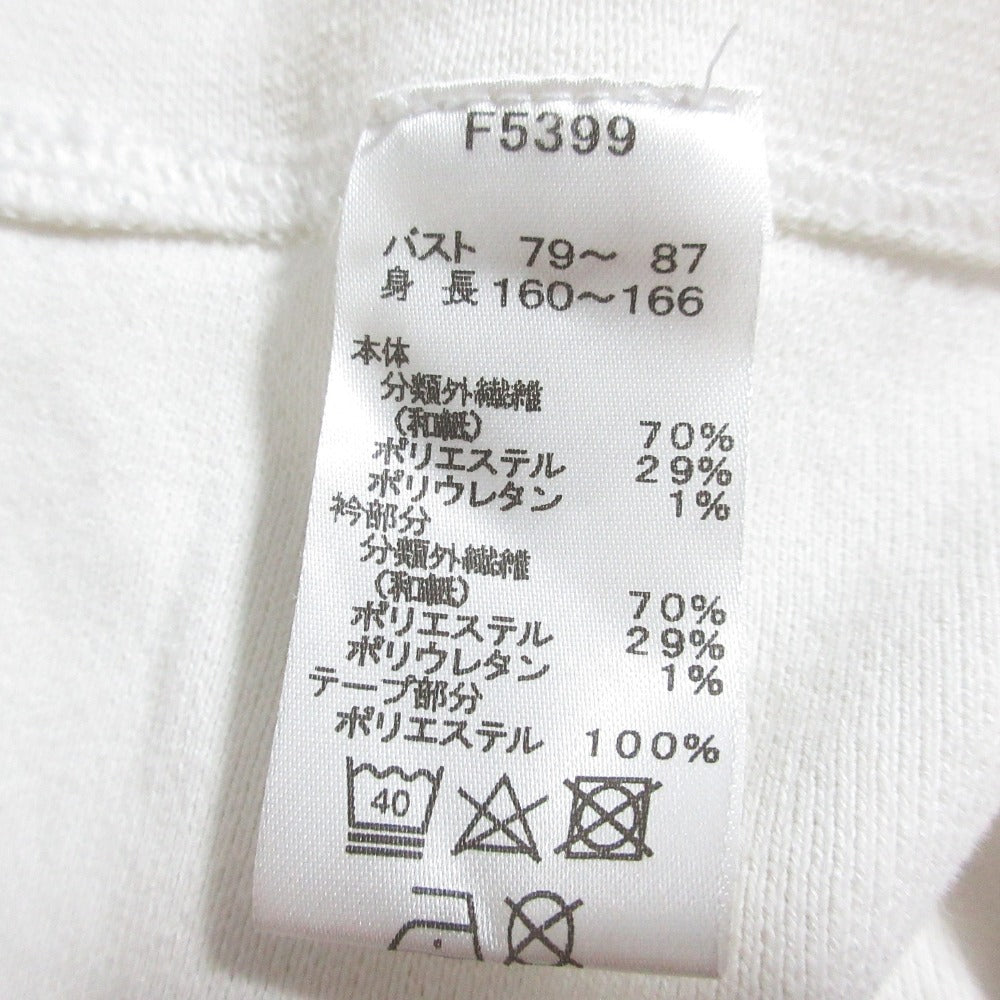 F5399
バスト 79～ 87
身 長 160～166
本体
分類外繊維
(和紙) 70%
ポリエステル 29%
ポリウレタン 1%
衿部分
分類外繊維
(和紙) 70%
ポリエステル 29%
ポリウレタン 1%
テープ部分
ポリエステル 100%
40